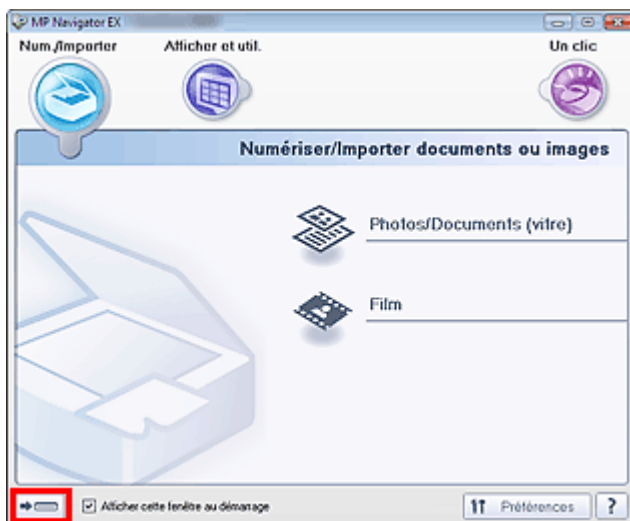 MP Navigator EX
Num./Importer Afficher et util. Un clic
Numériser/Importer documents ou images
Photos/Documents (vitre)
Film
Afficher cette fenêtre au démarrage
Préférences ?